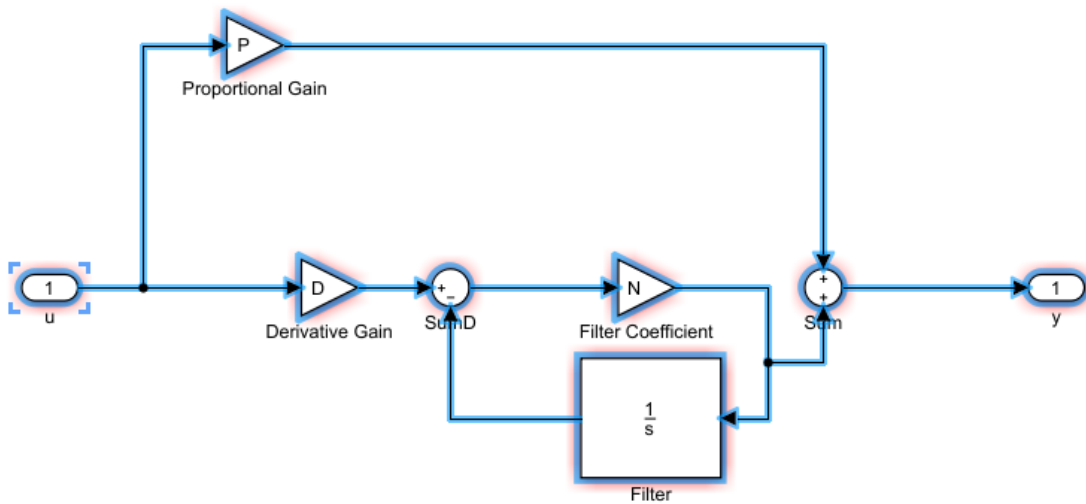 P
Proportional Gain
1
u
D
Derivative Gain
+
−
SumD
N
Filter Coefficient
+
+
Sum
1
y
1
s
Filter